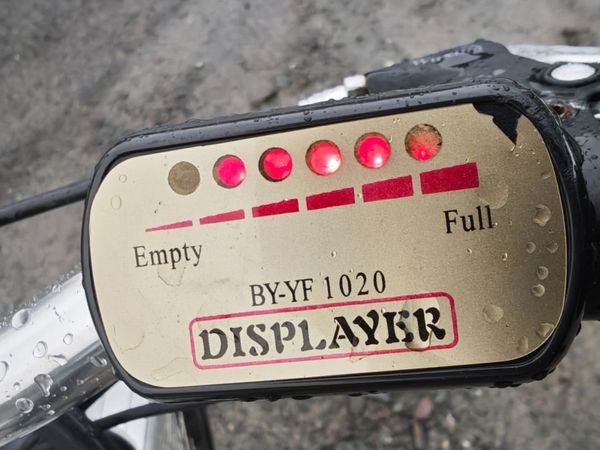 Empty
Full
BY-YF 1020
DISPLAYER